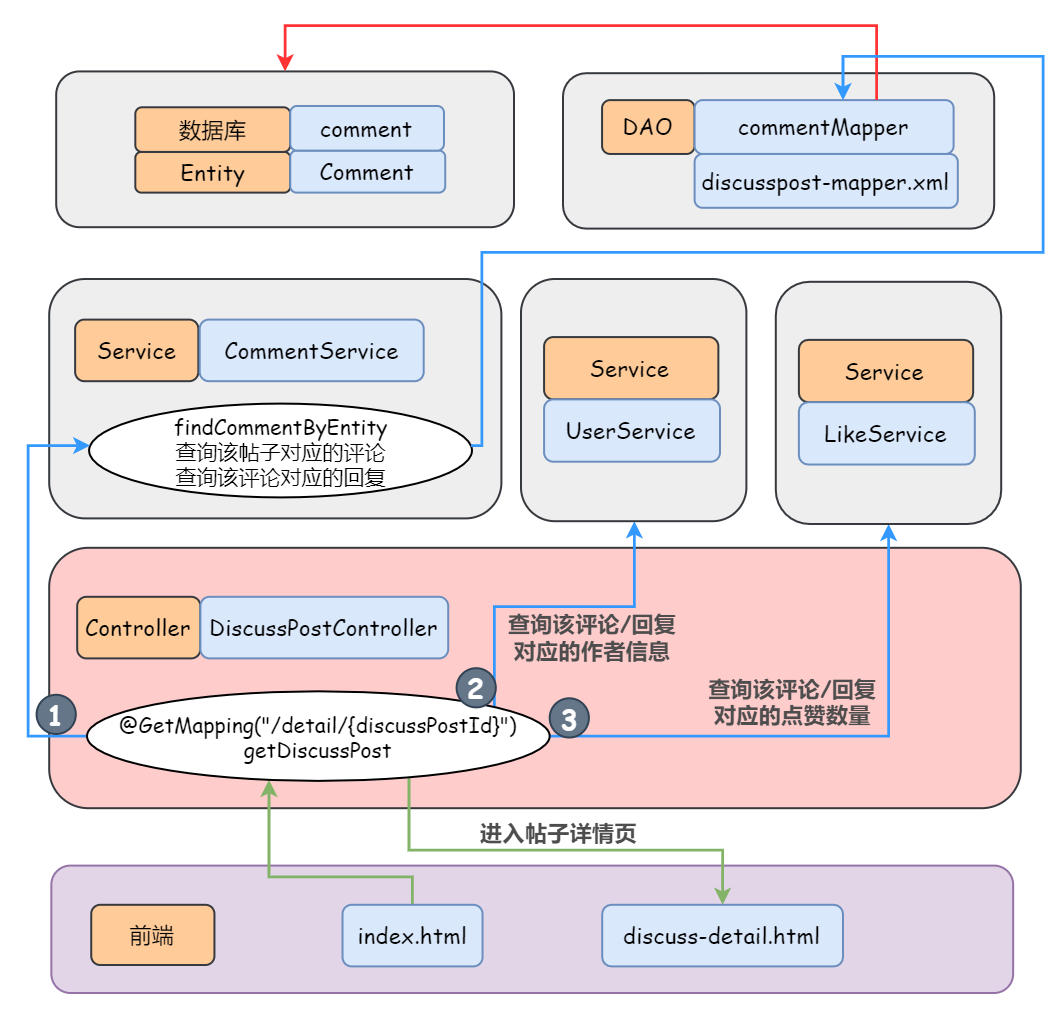 数据库
comment
Entity
Comment
DAO
commentMapper
discusspost-mapper.xml
Service
CommentService
findCommentByEntity
查询该帖子对应的评论
查询该评论对应的回复
Service
UserService
Service
LikeService
Controller
DiscussPostController
查询该评论/回复
对应的作者信息
查询该评论/回复
对应的点赞数量
1
2
3
@GetMapping("/detail/{discussPostId}")
getDiscussPost
进入帖子详情页
前端
index.html
discuss-detail.html